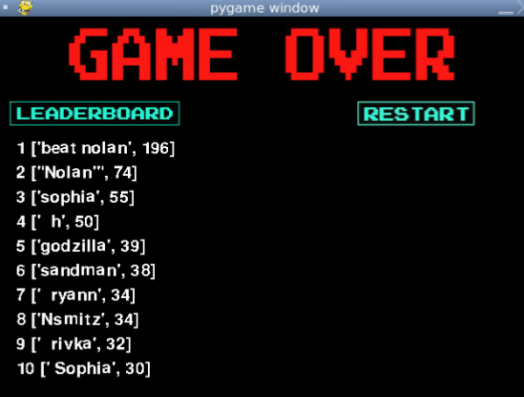 pygame window
GAME OVER
LEADERBOARD RESTART
1 ['beat nolan', 196]
2 ["Nolan'", 74]
3 ['sophia', 55]
4 ['  h', 50]
5 ['godzilla', 39]
6 ['sandman', 38]
7 ['  ryann', 34]
8 ['Nsmitz', 34]
9 ['  rivka', 32]
10 [' Sophia', 30]